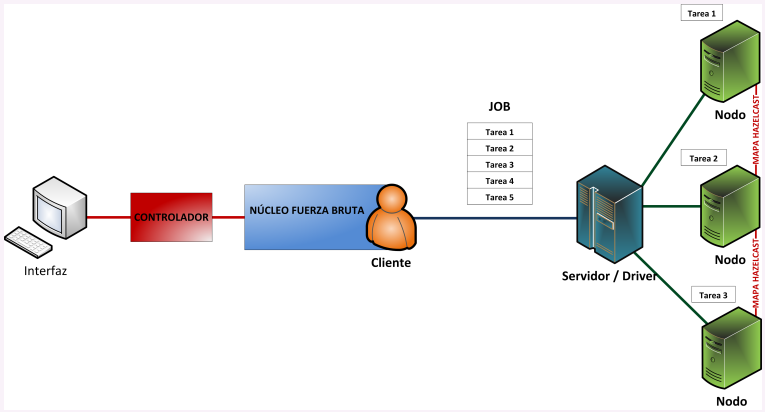 Tarea 1
Nodo
MAPA HAZELCAST
JOB
Tarea 1
Tarea 2
Tarea 3
Tarea 4
Tarea 5
Tarea 2
Nodo
MAPA HAZELCAST
CONTROLADOR
NÚCLEO FUERZA BRUTA
Cliente
Interfaz
Servidor / Driver
Tarea 3
Nodo